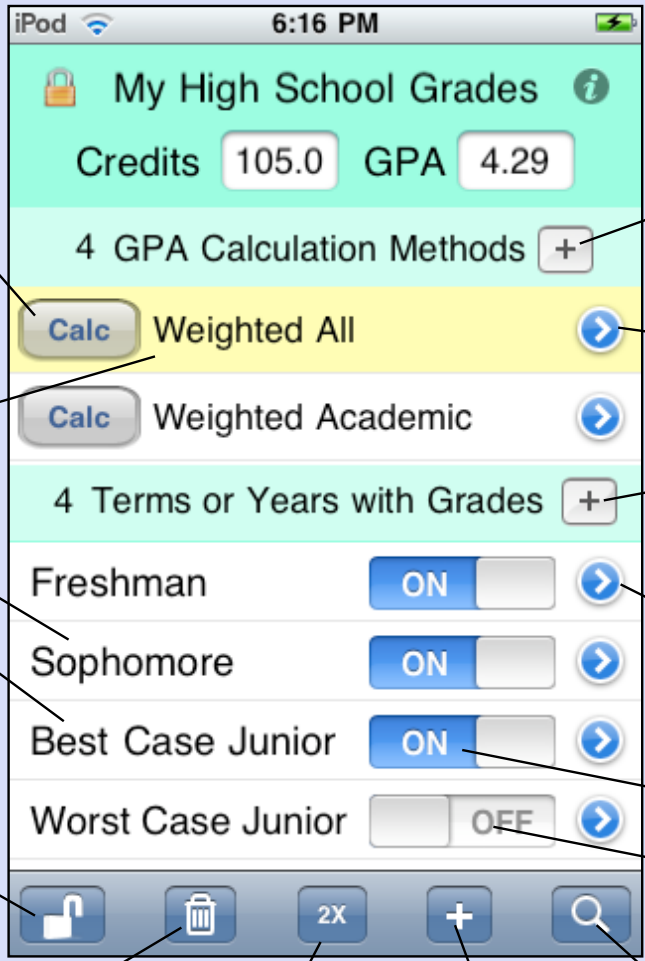 iPod 6:16 PM
My High School Grades i
Credits 105.0 GPA 4.29
4 GPA Calculation Methods +
Calc Weighted All
Calc Weighted Academic
4 Terms or Years with Grades +
Freshman ON
Sophomore ON
Best Case Junior ON
Worst Case Junior OFF
2X +